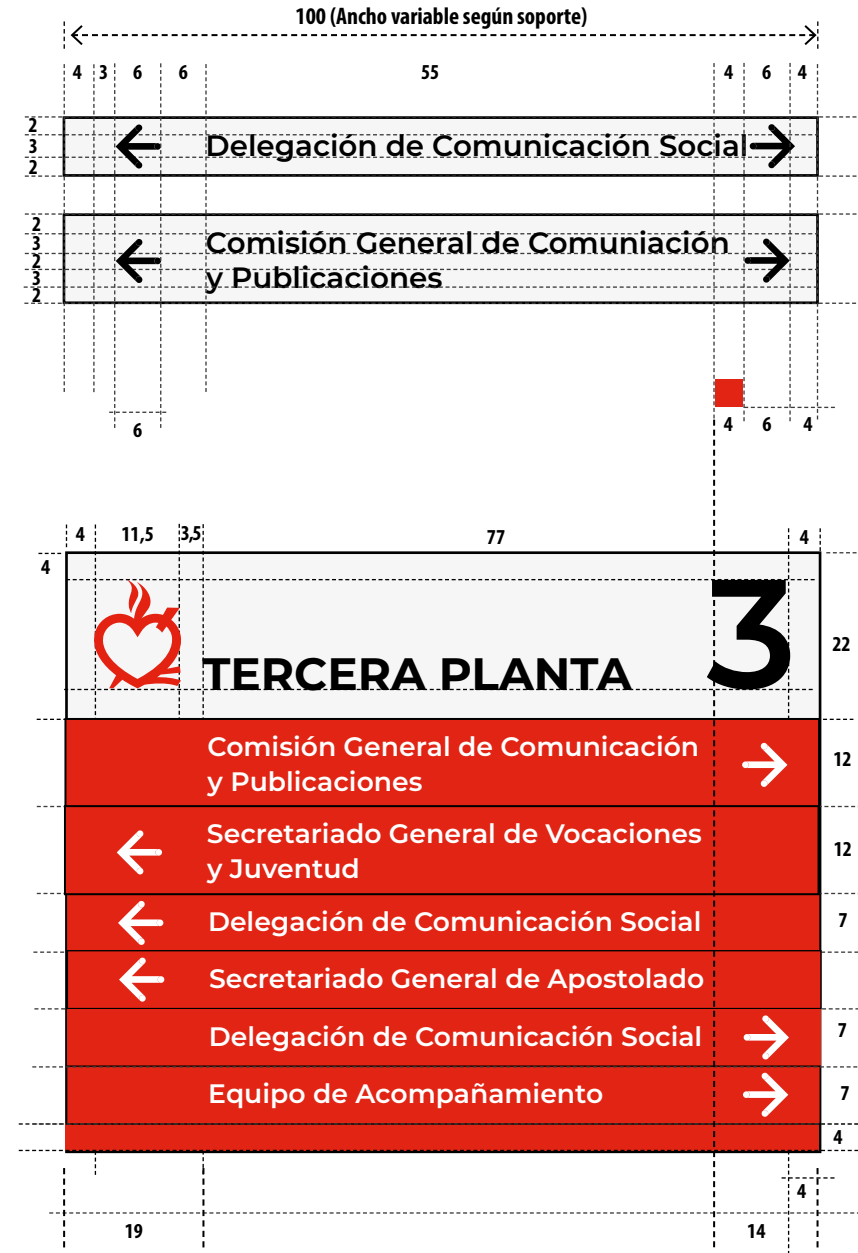 100 (Ancho variable según soporte)
4 3 6 6 55 4 6 4
2
3
2
Delegación de Comunicación Social
2
3
2
3
2
Comisión General de Comuniación
y Publicaciones
6
4 6 4
4 11,5 3,5 77 4
4
TERCERA PLANTA 3
22
Comisión General de Comunicación
y Publicaciones
12
Secretariado General de Vocaciones
y Juventud
12
Delegación de Comunicación Social
7
Secretariado General de Apostolado
Delegación de Comunicación Social
7
Equipo de Acompañamiento
7
4
4
19 14